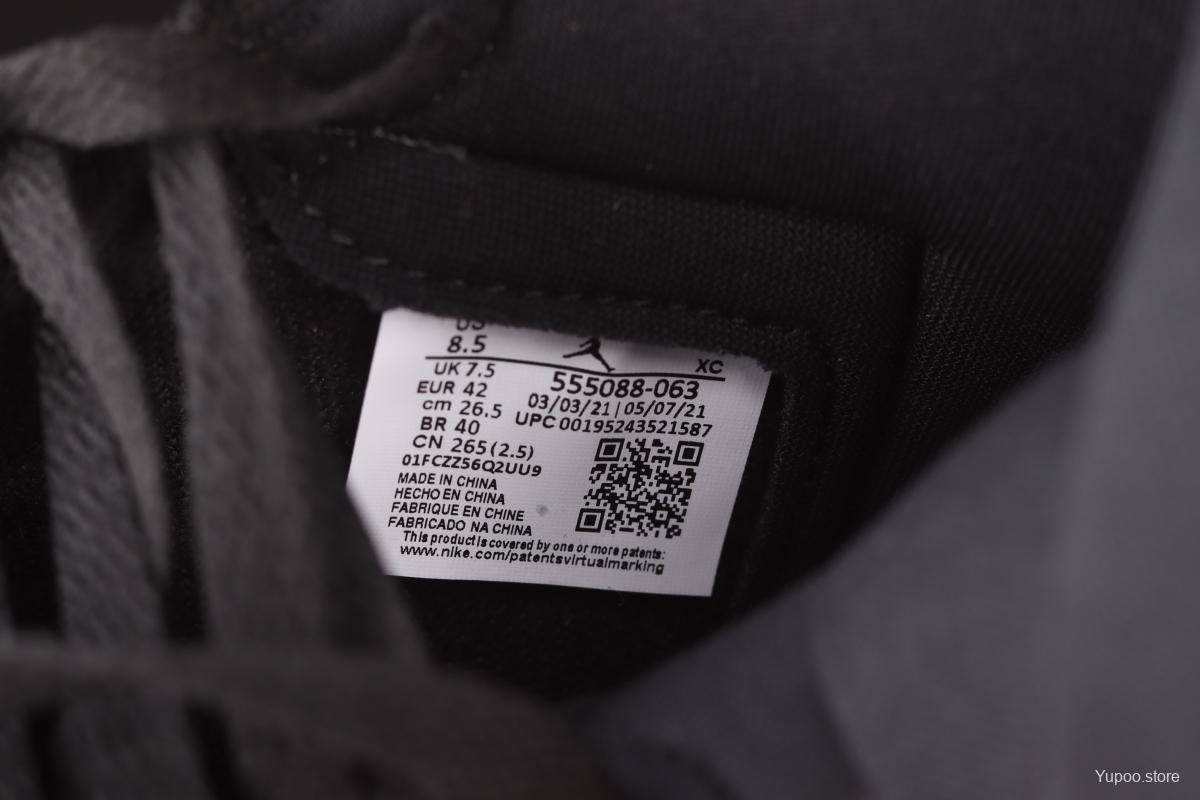 US
8.5
XC
UK 7.5
EUR 42
cm 26.5
BR 40
CN 265(2.5)
01FCZZ56Q2UU9
555088-063
03/03/21 | 05/07/21
UPC 00195243521587
MADE IN CHINA
HECHO EN CHINA
FABRIQUE EN CHINE
FABRICADO NA CHINA
This product is covered by one or more patents:
www.nike.com/patentsvirtualmarking
Yupoo.store